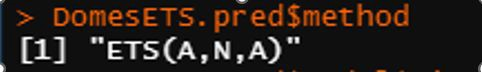 > DomesETS.pred$method
[1] "ETS(A,N,A)"